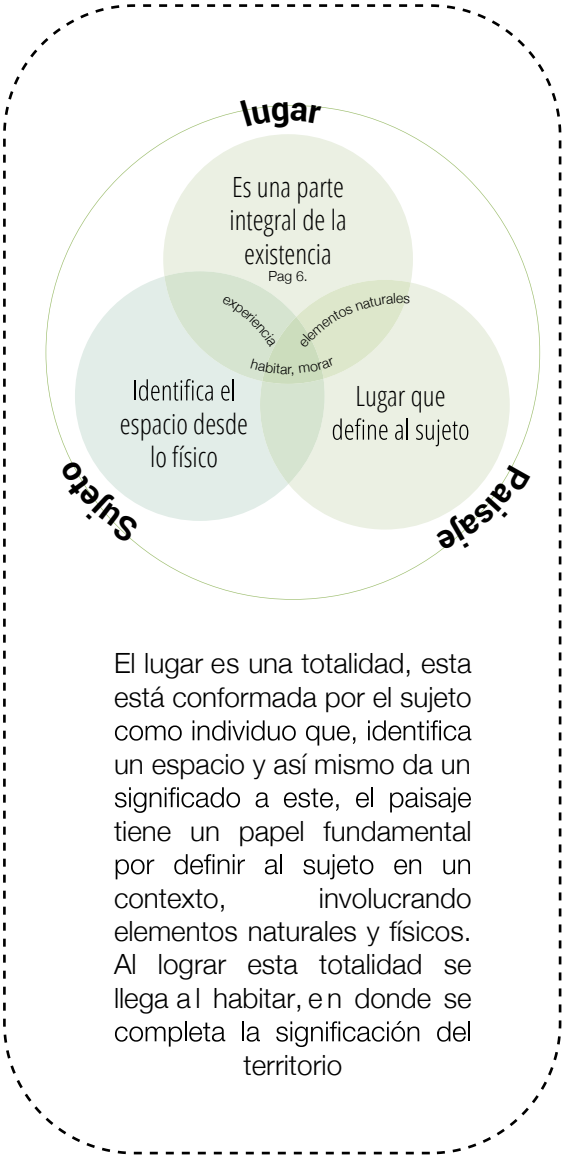 lugar
Es una parte
integral de la
existencia
Pag 6.
experiencia
elementos naturales
habitar, morar
Identifica el
espacio desde
lo físico
Lugar que
define al sujeto
Sujeto
Paisaje
El lugar es una totalidad, esta
está conformada por el sujeto
como individuo que, identifica
un espacio y así mismo da un
significado a este, el paisaje
tiene un papel fundamental
por definir al sujeto en un
contexto, involucrando
elementos naturales y físicos.
Al lograr esta totalidad se
llega al habitar, en donde se
completa la significación del
territorio